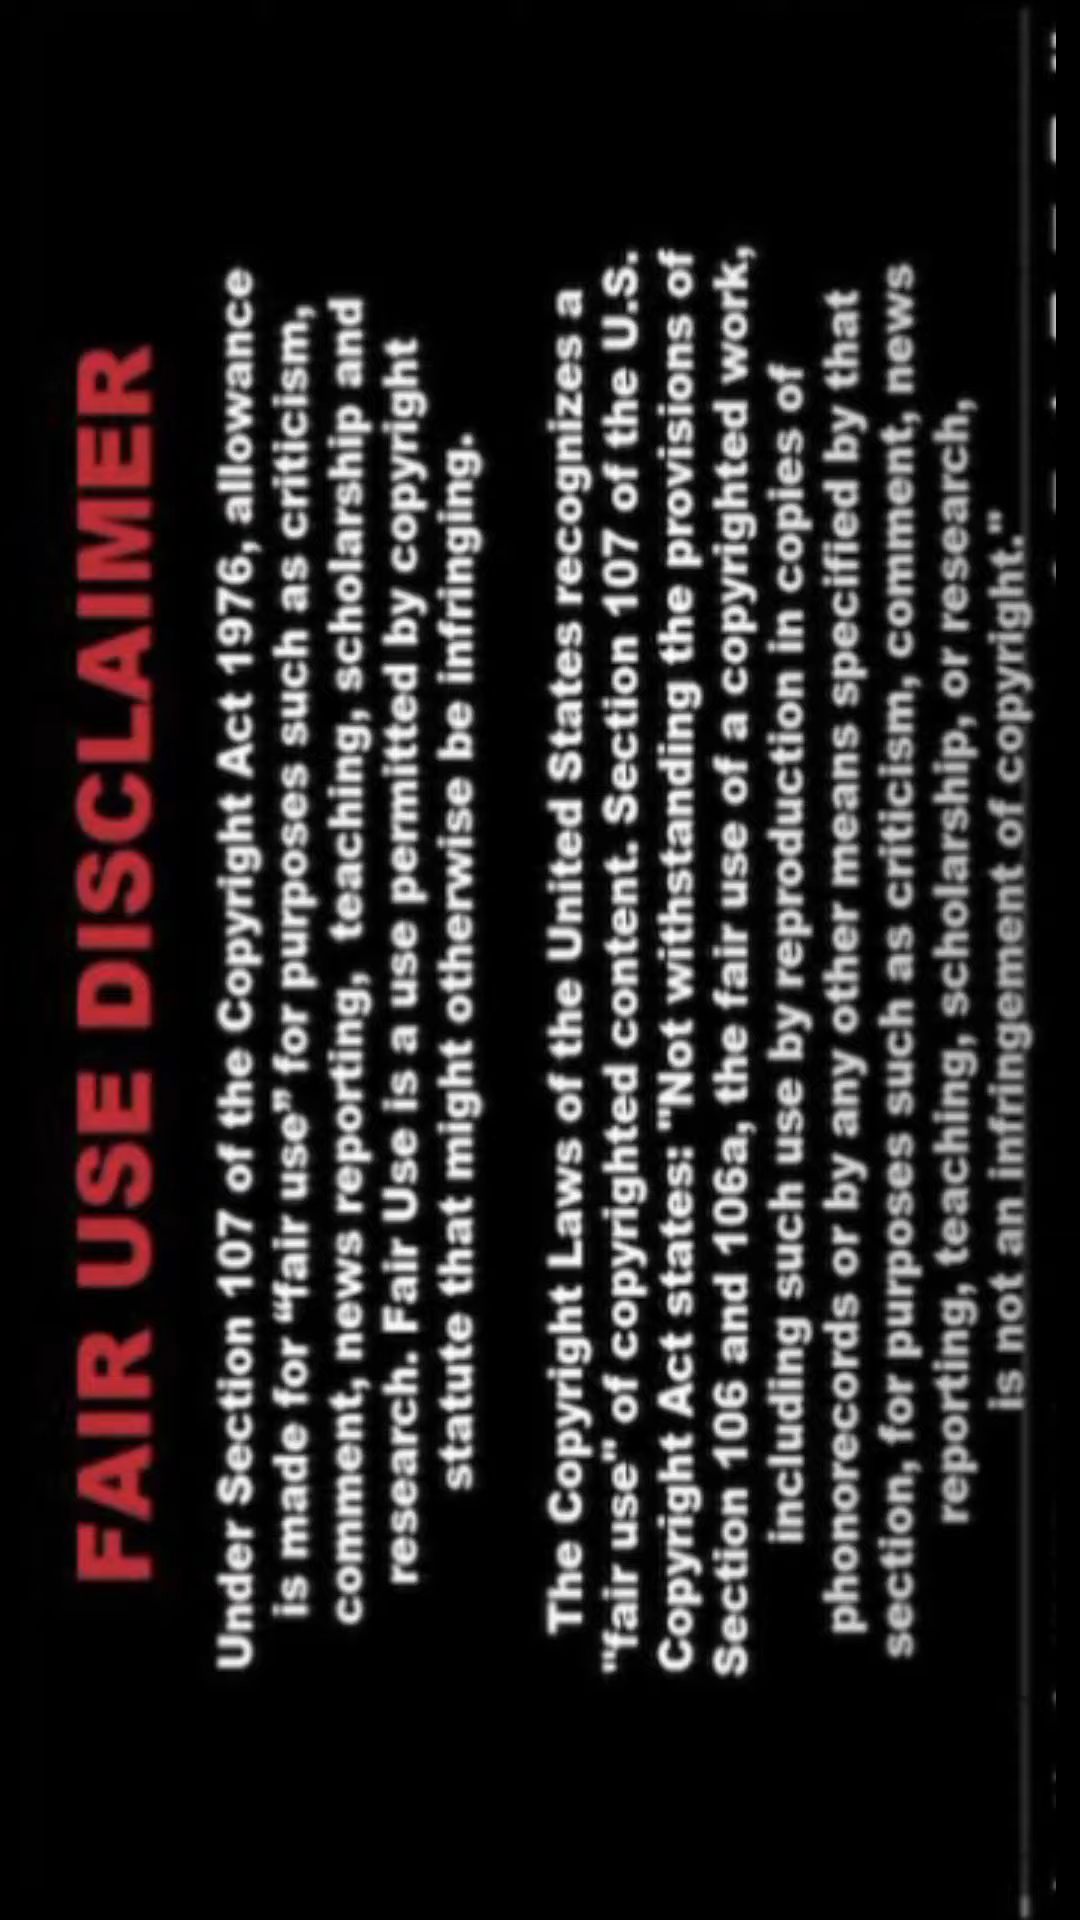 FAIR USE DISCLAIMER
Under Section 107 of the Copyright Act 1976, allowance
is made for “fair use” for purposes such as criticism,
comment, news reporting, teaching, scholarship and
research. Fair Use is a use permitted by copyright
statute that might otherwise be infringing.
The Copyright Laws of the United States recognizes a
"fair use" of copyrighted content. Section 107 of the U.S.
Copyright Act states: "Not withstanding the provisions of
Section 106 and 106a, the fair use of a copyrighted work,
including such use by reproduction in copies of
phonorecords or by any other means specified by that
section, for purposes such as criticism, comment, news
reporting, teaching, scholarship, or research,
is not an infringement of copyright."